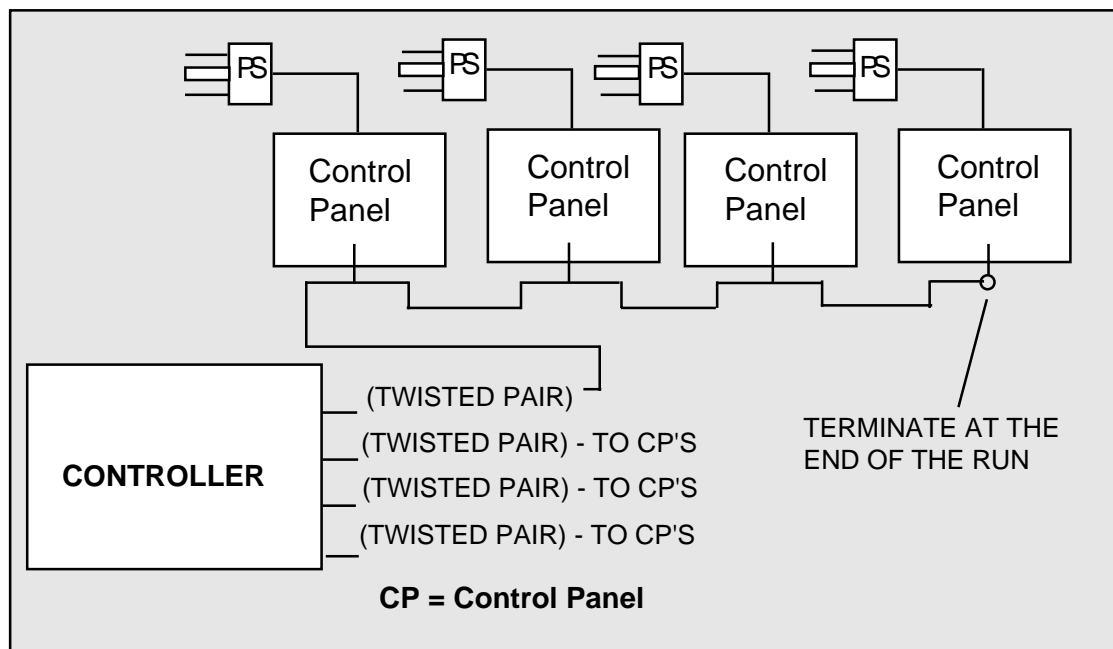 PS
PS
PS
PS
Control
Panel
Control
Panel
Control
Panel
Control
Panel
(TWISTED PAIR)
(TWISTED PAIR) - TO CP'S
(TWISTED PAIR) - TO CP'S
(TWISTED PAIR) - TO CP'S
CONTROLLER
TERMINATE AT THE
END OF THE RUN
CP = Control Panel